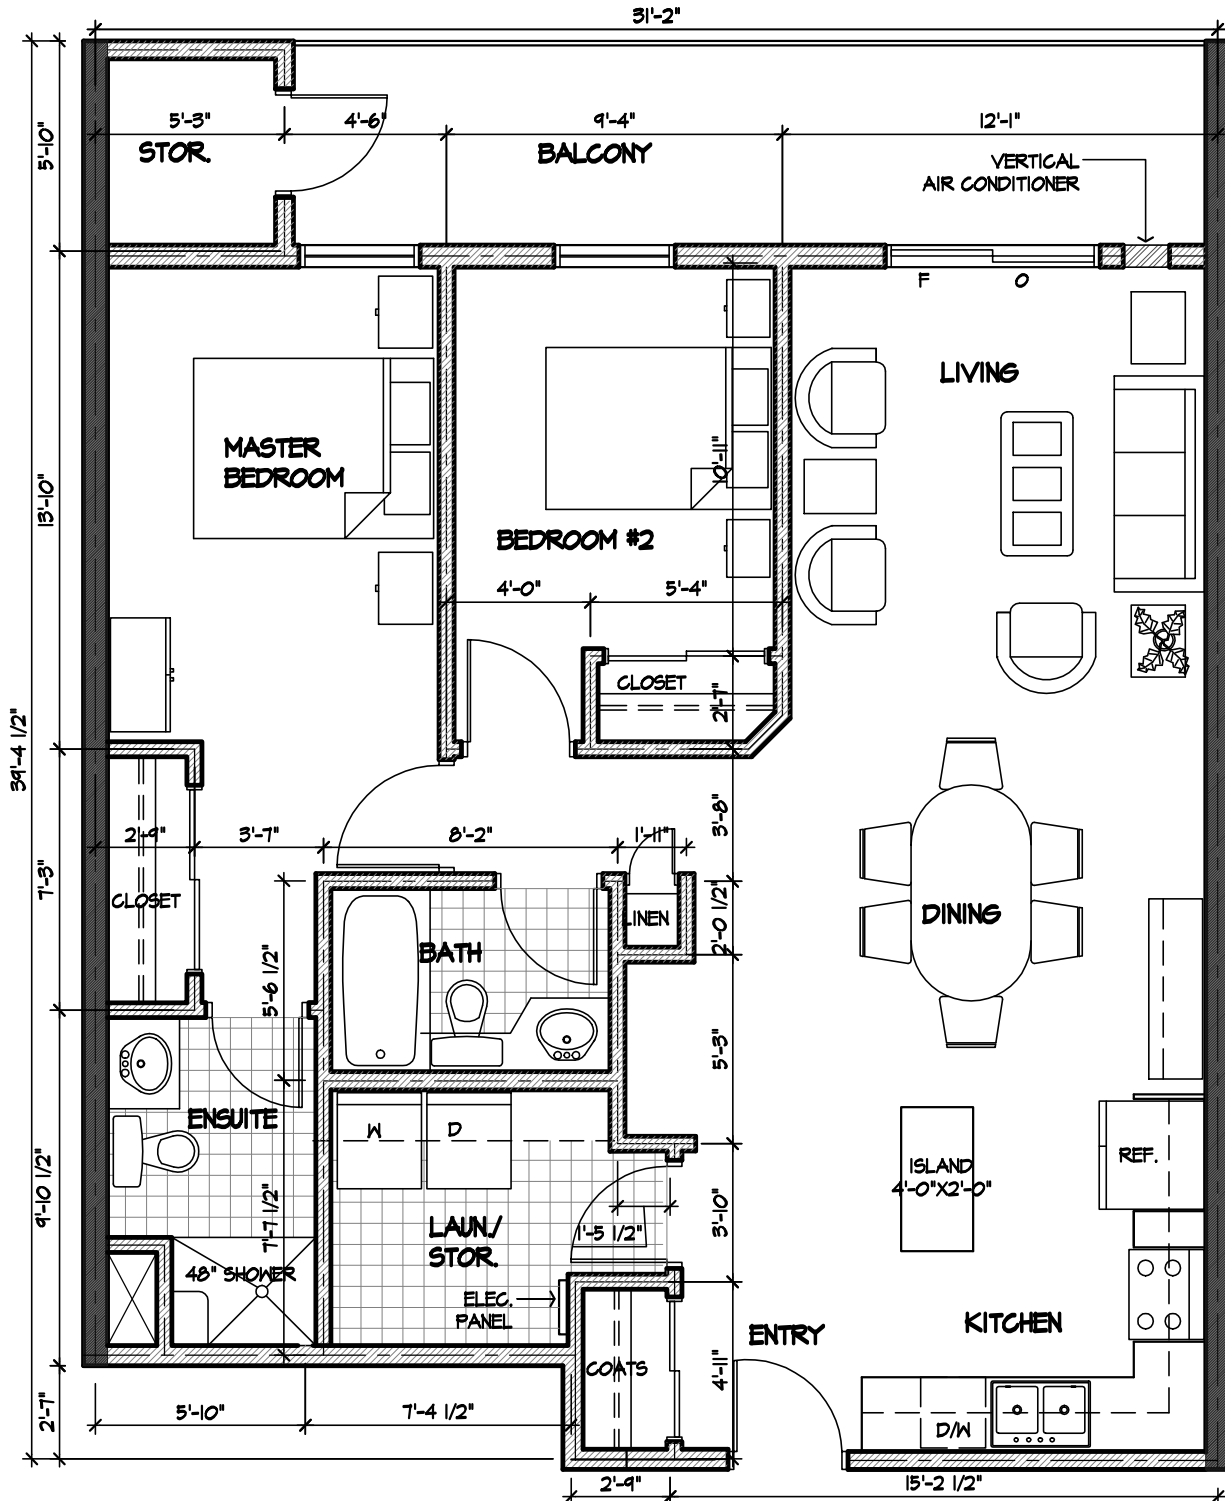 31'-2"
5'-3"
4'-6"
9'-4"
12'-1"
5'-10"
STOR.
BALCONY
VERTICAL
AIR CONDITIONER
F
O
LIVING
MASTER
BEDROOM
10'-11"
13'-10"
BEDROOM #2
4'-0"
5'-4"
CLOSET
2'-7"
39'-4 1/2"
3'-8"
2'-9"
3'-7"
8'-2"
1'-11"
7'-3"
CLOSET
LINEN
2'-0 1/2"
DINING
BATH
5'-6 1/2"
5'-3"
ENSUITE
W
D
REF.
ISLAND
4'-0"X2'-0"
9'-10 1/2"
7'-7 1/2"
LAUN./
STOR.
1'-5 1/2"
3'-10"
48" SHOWER
ELEC.
PANEL
ENTRY
KITCHEN
COATS
4'-11"
2'-7"
5'-10"
7'-4 1/2"
D/W
2'-9"
15'-2 1/2"